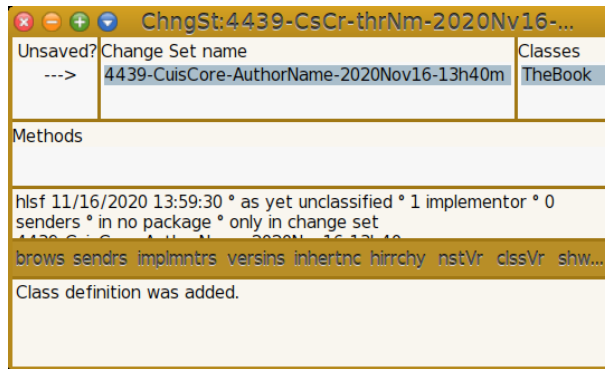 ChngSt:4439-CsCr-thrNm-2020Nv16-...
Unsaved? Change Set name Classes
---> 4439-CuisCore-AuthorName-2020Nov16-13h40m TheBook
Methods
hlsf 11/16/2020 13:59:30 ° as yet unclassified ° 1 implementor ° 0
senders ° in no package ° only in change set
brows sendrs implmntrs versins inhertnc hirrchy nstVr clssVr shw...
Class definition was added.